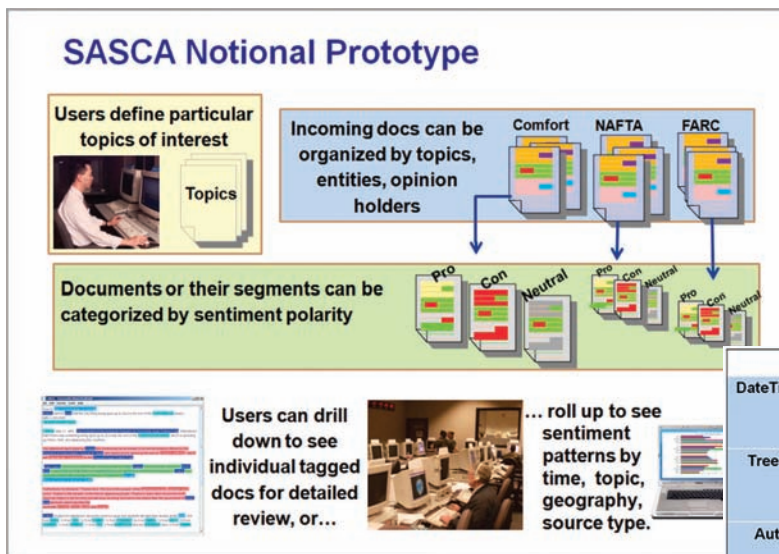 SASCA Notional Prototype
Users define particular
topics of interest
Topics
Incoming docs can be
organized by topics,
entities, opinion
holders
Comfort
NAFTA
FARC
Documents or their segments can be
categorized by sentiment polarity
Pro
Con
Neutral
Pro
Con
Neutral
Pro
Con
Neutral
Users can drill
down to see
individual tagged
docs for detailed
review, or…
… roll up to see
sentiment
patterns by
time, topic,
geography,
source type.
Tree